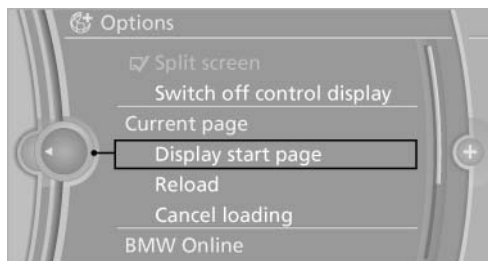 Options
Split screen
Switch off control display
Current page
Display start page
Reload
Cancel loading
BMW Online